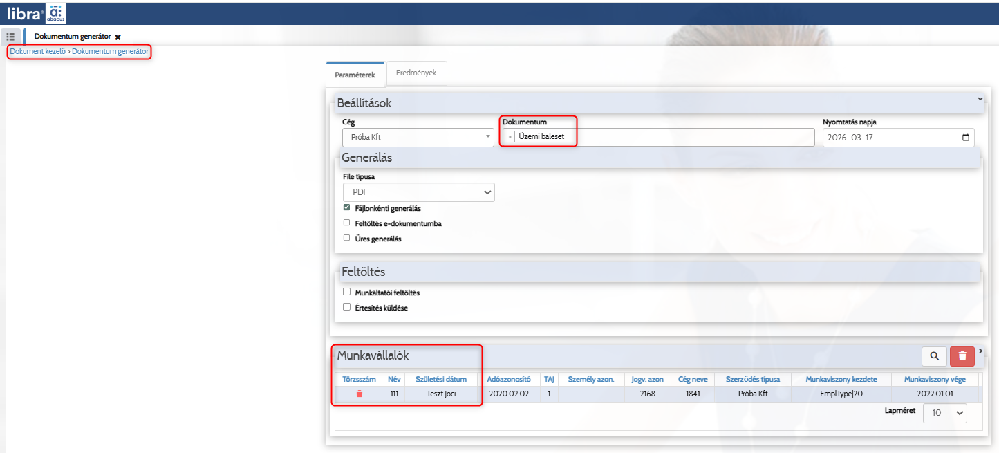 libra® a: abacus
Dokumentum generátor ✖
Dokument kezelő › Dokumentum generátor
Paraméterek Eredmények
Beállítások
Cég Dokumentum Nyomtatás napja
Próba Kft × Üzemi baleset 2026. 03. 17.
Generálás
File típusa
PDF
Fájlonkénti generálás
Feltöltés e-dokumentumba
Üres generálás
Feltöltés
Munkáltatói feltöltés
Értesítés küldése
Munkavállalók
Törzsszám Név Születési dátum Adóazonosító TAJ Személy azon. Jogv. azon Cég neve Szerződés típusa Munkaviszony kezdete Munkaviszony vége
111 Teszt Joci 2020.02.02 1 2168 1841 Próba Kft EmplType|20 2022.01.01
Lapméret 10